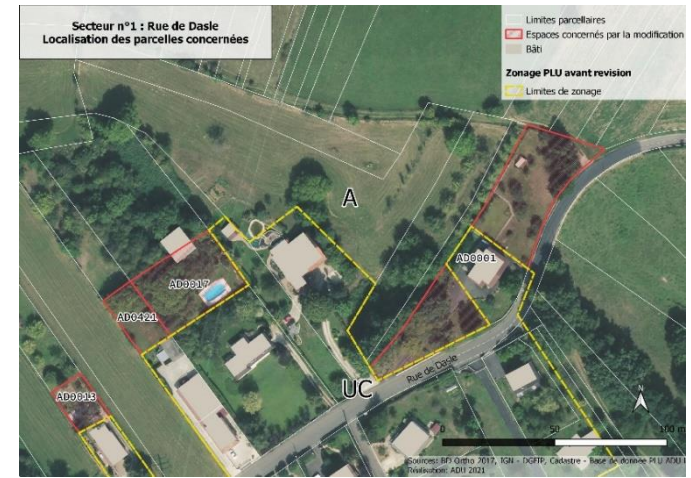 Secteur n°1 : Rue de Dasle
Localisation des parcelles concernées
Limites parcellaires
Espaces concernés par la modification
Bâti
Zonage PLU avant revision
Limites de zonage
A
AD0001
AD0017
AD0421
AD0013
UC
Rue de Dasle
N
0 50 100 m
Sources: BD Ortho 2017, IGN - DGFIP, Cadastre - Base de donnée PLU ADU
Réalisation: ADU 2021